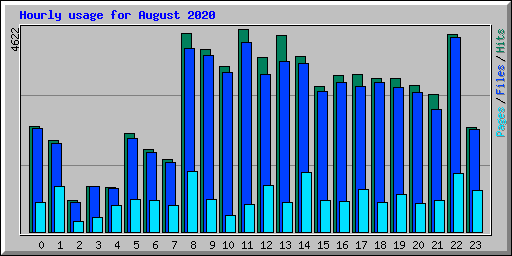 Hourly usage for August 2020
4622
Pages/Files/Hits
0 1 2 3 4 5 6 7 8 9 10 11 12 13 14 15 16 17 18 19 20 21 22 23